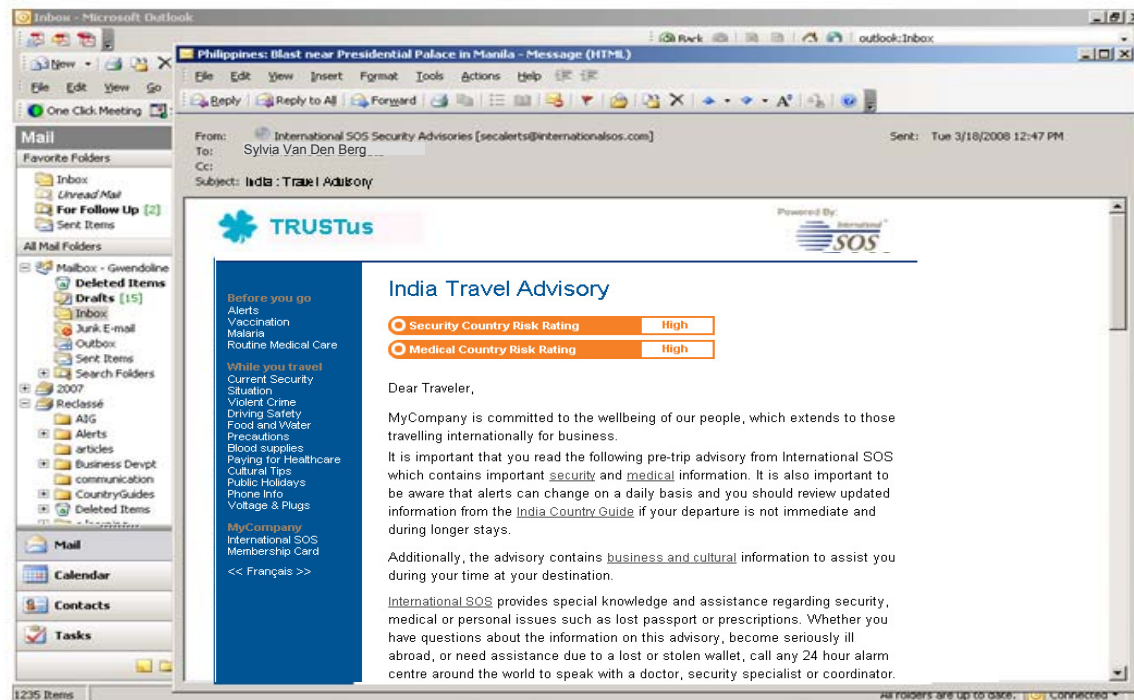 Inbox - Microsoft Outlook
Back
outlook:Inbox
New
File Edit View Go
One Click Meeting
Mail
Favorite Folders
Inbox
Unread Mail
For Follow Up [2]
Sent Items
All Mail Folders
Mailbox - Gwendoline
Deleted Items
Drafts [15]
Inbox
Junk E-mail
Outbox
Sent Items
Search Folders
2007
Reclassé
AIG
Alerts
articles
Business Devpt
communication
CountryGuides
Deleted Items
Mail
Calendar
Contacts
Tasks
1235 Items
Philippines: Blast near Presidential Palace in Manila - Message (HTML)
File Edit View Insert Format Tools Actions Help
Reply Reply to All Forward
From: International SOS Security Advisories [secalerts@internationalsos.com] Sent: Tue 3/18/2008 12:47 PM
To: Sylvia Van Den Berg
Cc:
Subject: India : Travel Advisory
TRUSTus
Powered By:
International
SOS
Before you go
Alerts
Vaccination
Malaria
Routine Medical Care
While you travel
Current Security
Situation
Violent Crime
Driving Safety
Food and Water
Precautions
Blood supplies
Paying for Healthcare
Cultural Tips
Public Holidays
Phone Info
Voltage & Plugs
MyCompany
International SOS
Membership Card
<< Français >>
India Travel Advisory
Security Country Risk Rating High
Medical Country Risk Rating High
Dear Traveler,
MyCompany is committed to the wellbeing of our people, which extends to those
travelling internationally for business.
It is important that you read the following pre-trip advisory from International SOS
which contains important security and medical information. It is also important to
be aware that alerts can change on a daily basis and you should review updated
information from the India Country Guide if your departure is not immediate and
during longer stays.
Additionally, the advisory contains business and cultural information to assist you
during your time at your destination.
International SOS provides special knowledge and assistance regarding security,
medical or personal issues such as lost passport or prescriptions. Whether you
have questions about the information on this advisory, become seriously ill
abroad, or need assistance due to a lost or stolen wallet, call any 24 hour alarm
centre around the world to speak with a doctor, security specialist or coordinator.
All folders are up to date. Connected